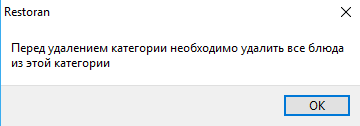 Restoran
Перед удалением категории необходимо удалить все блюда
из этой категории
OK